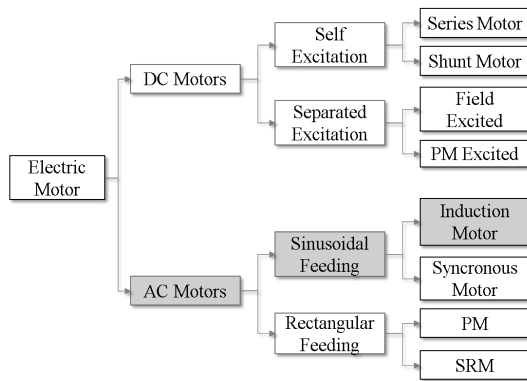 Electric
Motor
DC Motors
Self
Excitation
Series Motor
Shunt Motor
Separated
Excitation
Field
Excited
PM Excited
AC Motors
Sinusoidal
Feeding
Induction
Motor
Syncronous
Motor
Rectangular
Feeding
PM
SRM